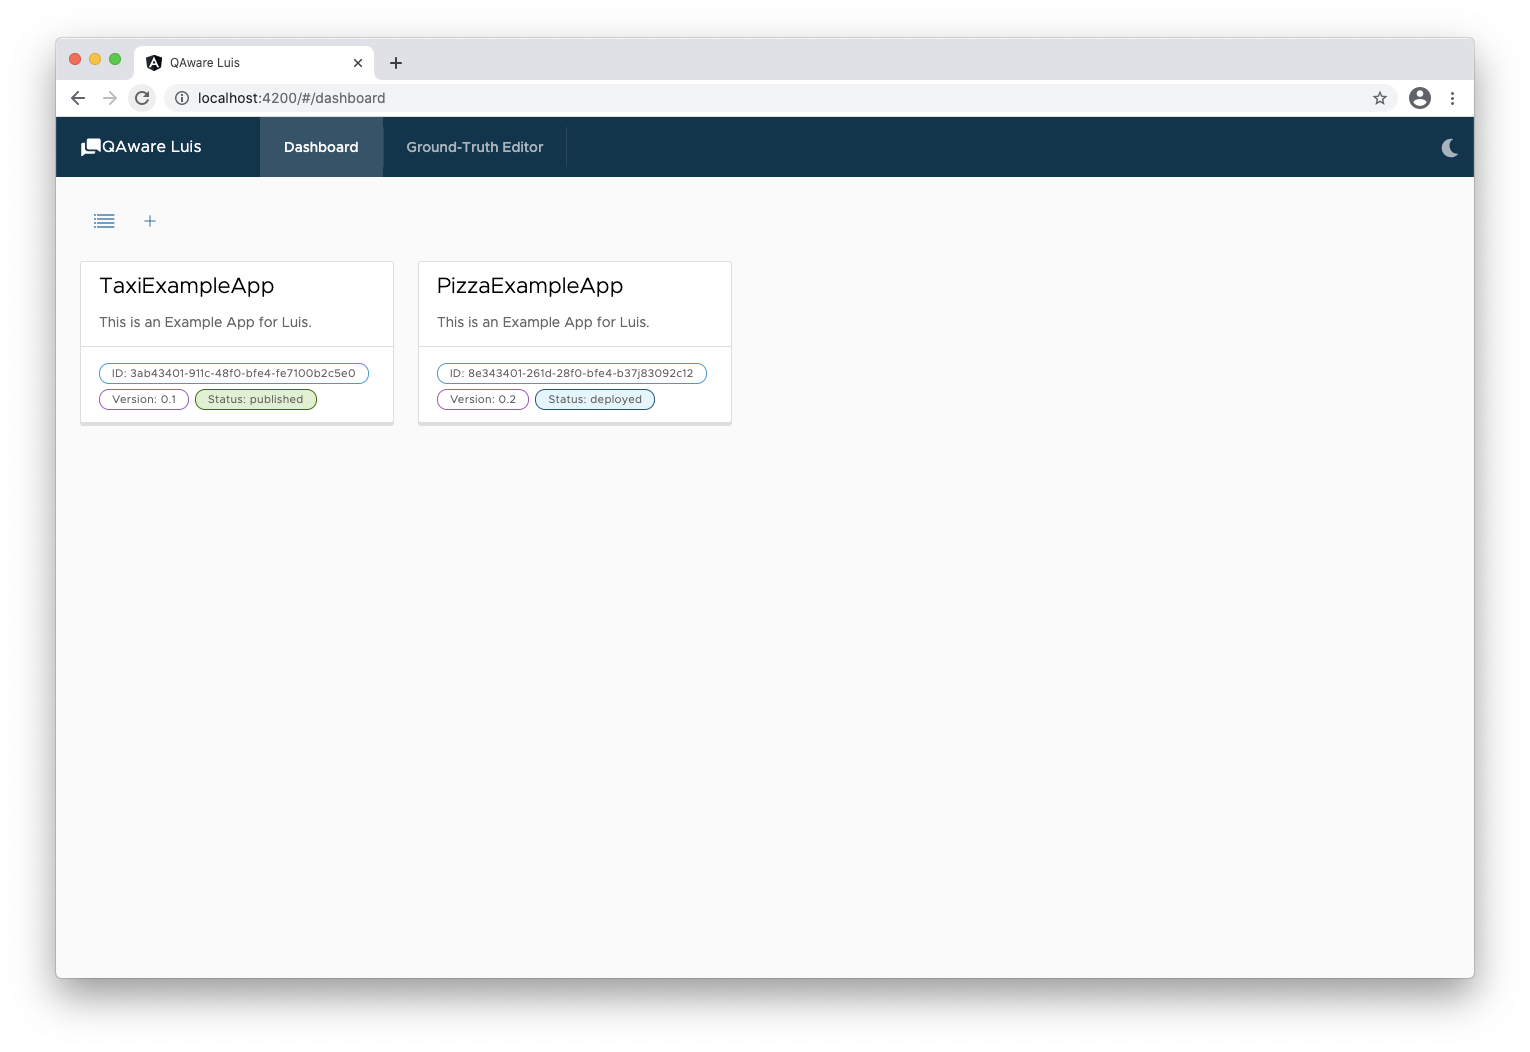 QAware Luis
localhost:4200/#/dashboard
QAware Luis
Dashboard
Ground-Truth Editor
TaxiExampleApp
This is an Example App for Luis.
ID: 3ab43401-911c-48f0-bfe4-fe7100b2c5e0
Version: 0.1
Status: published
PizzaExampleApp
This is an Example App for Luis.
ID: 8e343401-261d-28f0-bfe4-b37j83092c12
Version: 0.2
Status: deployed